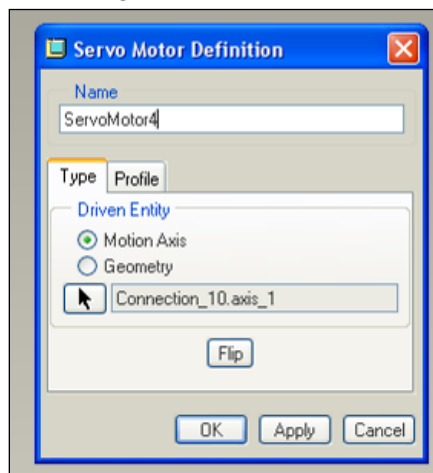 Servo Motor Definition
Name
ServoMotor4
Type Profile
Driven Entity
Motion Axis
Geometry
Connection_10.axis_1
Flip
OK Apply Cancel